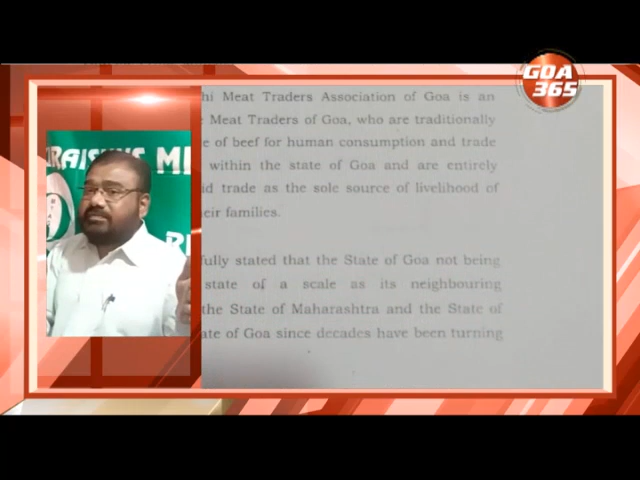 GOA
365
hi Meat Traders Association of Goa is an
Meat Traders of Goa, who are traditionally
e of beef for human consumption and trade
within the state of Goa and are entirely
id trade as the sole source of livelihood of
eir families.
fully stated that the State of Goa not being
state of a scale as its neighbouring
the State of Maharashtra and the State of
ate of Goa since decades have been turning